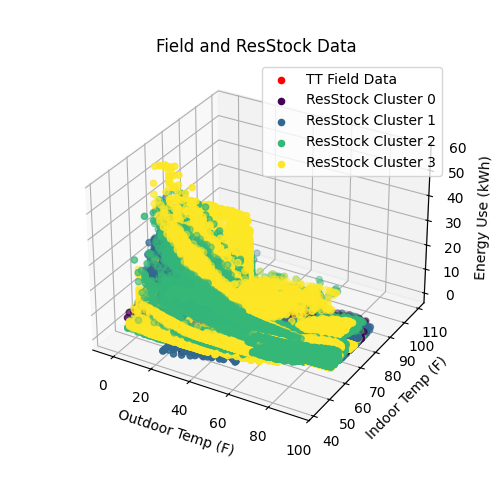 Field and ResStock Data
TT Field Data
ResStock Cluster 0
ResStock Cluster 1
ResStock Cluster 2
ResStock Cluster 3
60
50
40
30
20
10
0
Energy Use (kWh)
110
100
90
80
70
60
50
40
Indoor Temp (F)
0
20
40
60
80
100
Outdoor Temp (F)